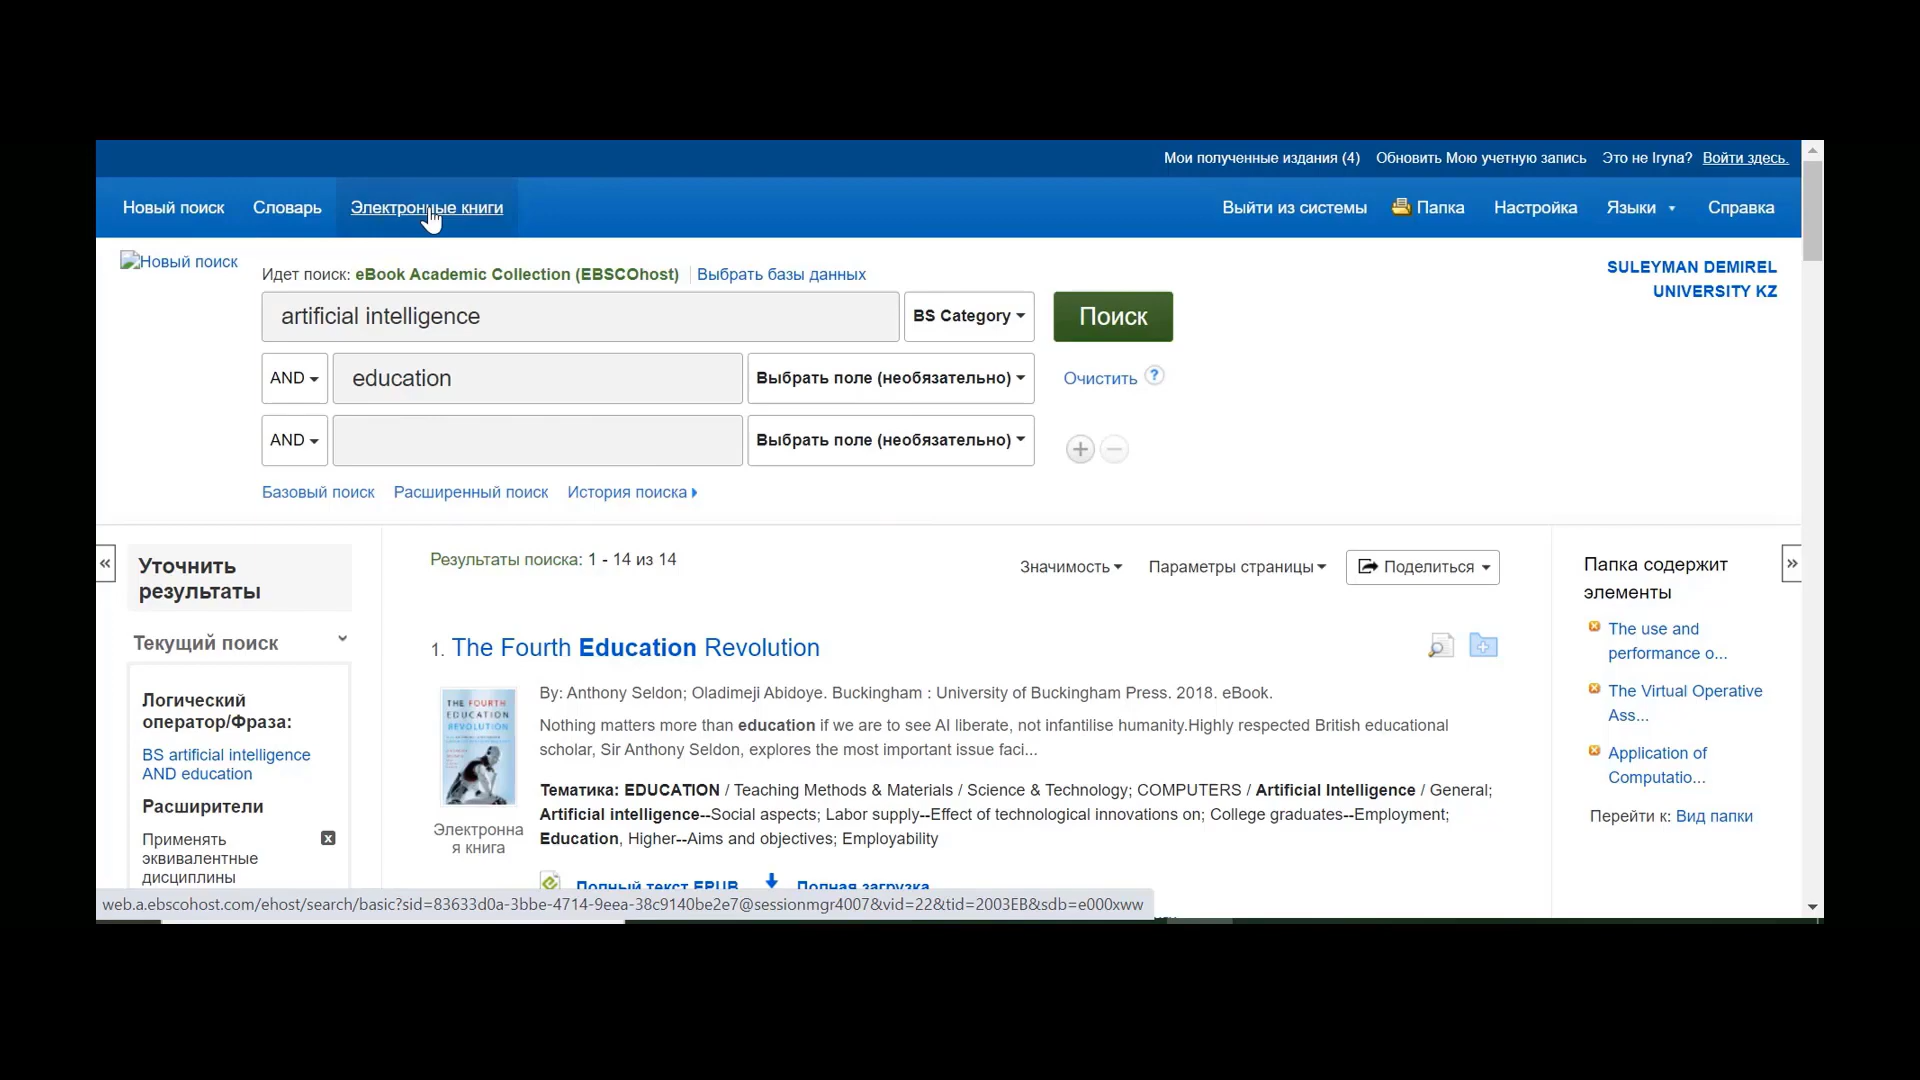 Мои полученные издания (4) Обновить Мою учетную запись Это не Iryna? Войти здесь.
Новый поиск Словарь Электронные книги Выйти из системы Папка Настройка Языки Справка
Новый поиск
Идет поиск: eBook Academic Collection (EBSCOhost) Выбрать базы данных
SULEYMAN DEMIREL
UNIVERSITY KZ
artificial intelligence BS Category Поиск
AND education Выбрать поле (необязательно) Очистить ?
AND Выбрать поле (необязательно)
Базовый поиск Расширенный поиск История поиска
«
Уточнить
результаты
Текущий поиск
Логический
оператор/Фраза:
BS artificial intelligence
AND education
Расширители
Применять
эквивалентные
дисциплины
Результаты поиска: 1 - 14 из 14
Значимость Параметры страницы Поделиться
1. The Fourth Education Revolution
THE FOURTH
EDUCATION
REVOLUTION
Электронна
я книга
By: Anthony Seldon; Oladimeji Abidoye. Buckingham : University of Buckingham Press. 2018. eBook.
Nothing matters more than education if we are to see AI liberate, not infantilise humanity.Highly respected British educational
scholar, Sir Anthony Seldon, explores the most important issue faci...
Тематика: EDUCATION / Teaching Methods & Materials / Science & Technology; COMPUTERS / Artificial Intelligence / General;
Artificial intelligence--Social aspects; Labor supply--Effect of technological innovations on; College graduates--Employment;
Education, Higher--Aims and objectives; Employability
Полный текст EPUB Полная загрузка
Папка содержит
элементы
»
The use and
performance o...
The Virtual Operative
Ass...
Application of
Computatio...
Перейти к: Вид папки
web.a.ebscohost.com/ehost/search/basic?sid=83633d0a-3bbe-4714-9eea-38c9140be2e7@sessionmgr4007&vid=22&tid=2003EB&sdb=e000xww